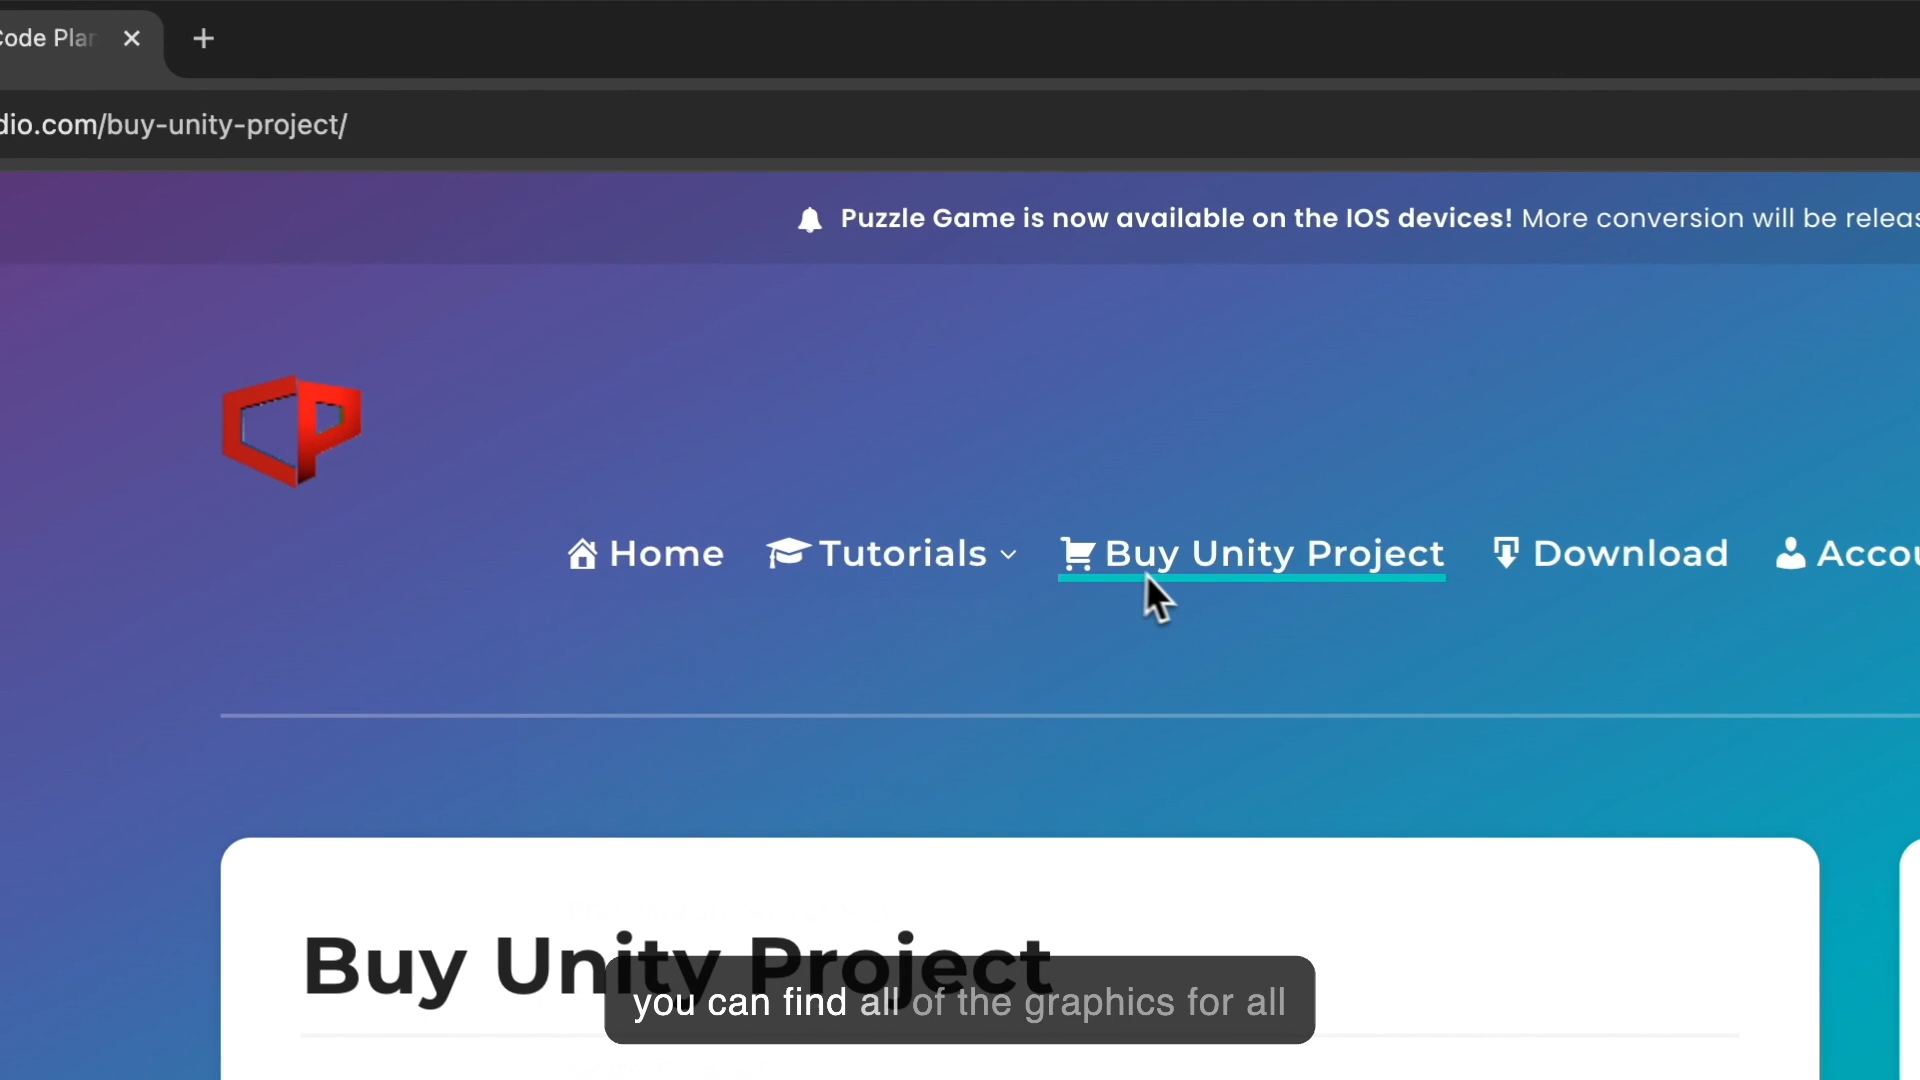 Code Plan
dio.com/buy-unity-project/
Puzzle Game is now available on the IOS devices! More conversion will be releas
CP
Home
Tutorials
Buy Unity Project
Download
Accou
Buy Unity Project
you can find all of the graphics for all